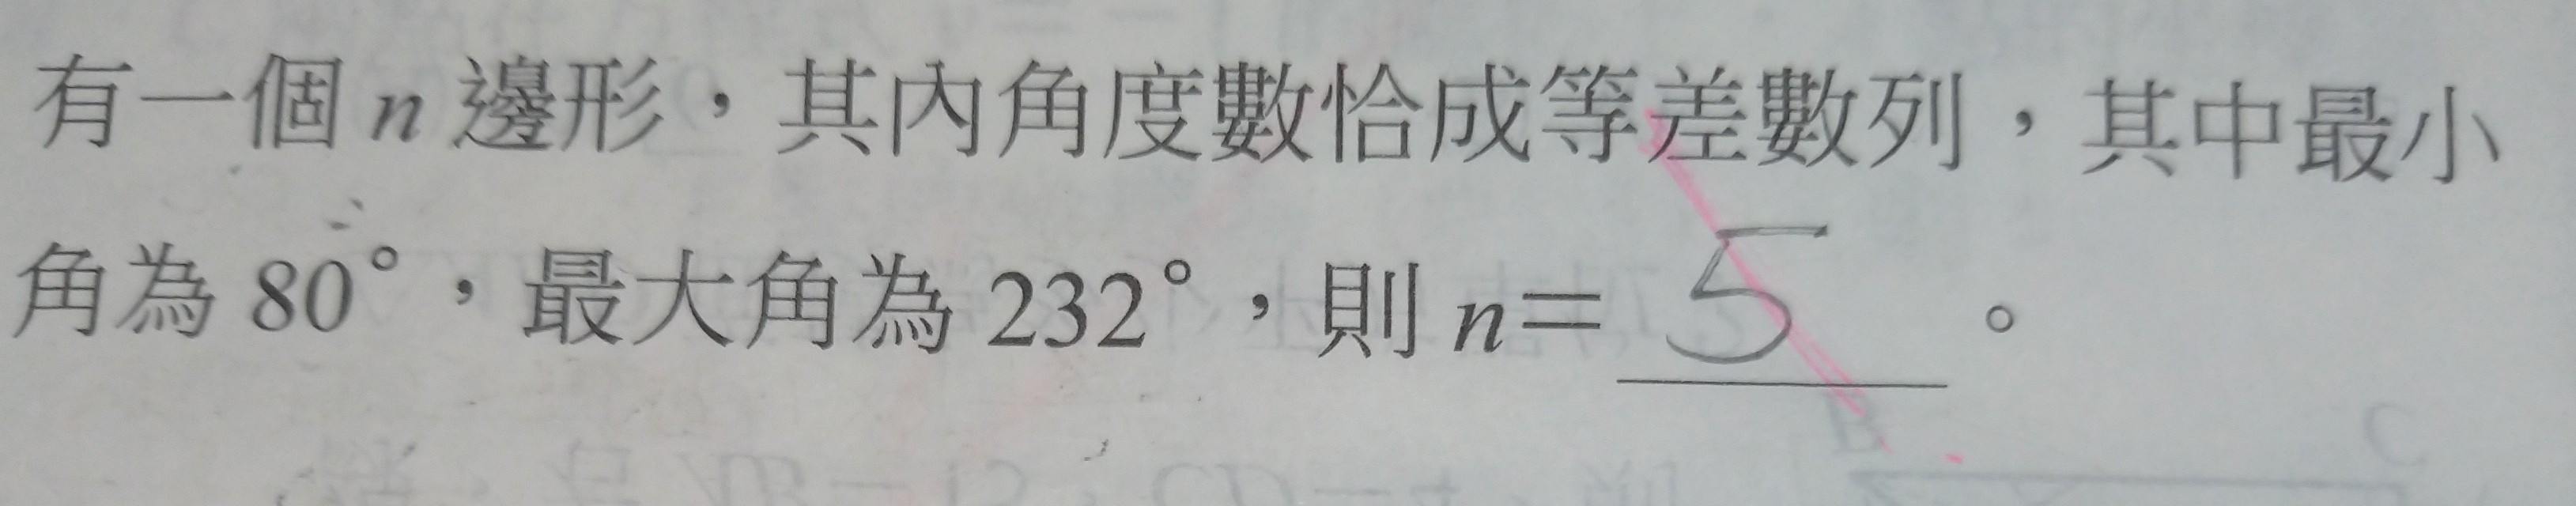 有一個 n 邊形，其內角度數恰成等差數列，其中最小
角為 80°，最大角為 232°，則 n=5。